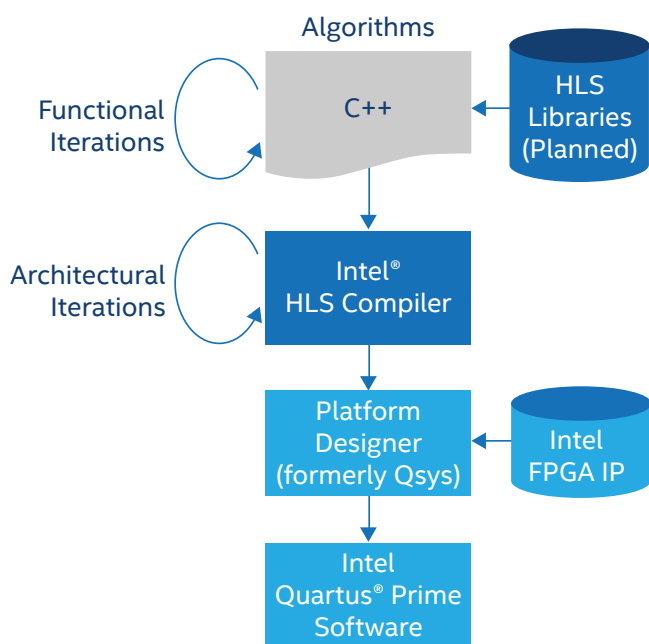 Algorithms
C++
HLS
Libraries
(Planned)
Functional
Iterations
Intel®
HLS Compiler
Architectural
Iterations
Platform
Designer
(formerly Qsys)
Intel
FPGA IP
Intel
Quartus® Prime
Software